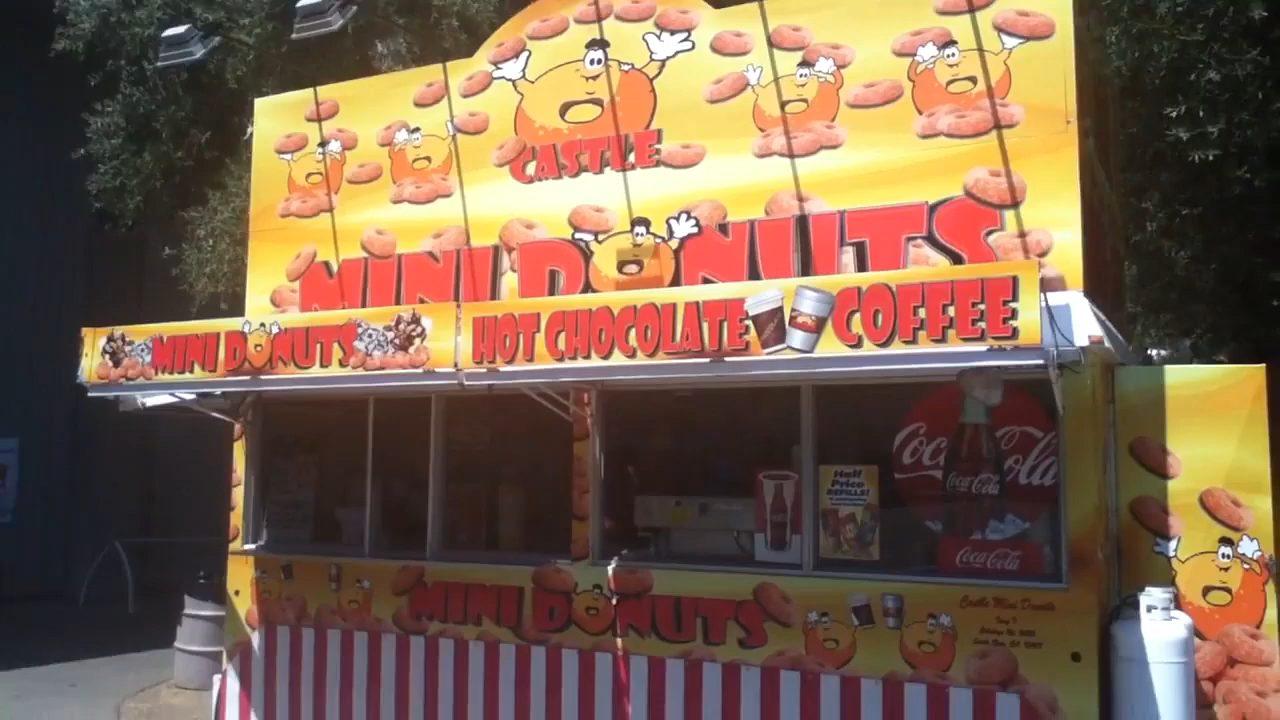 CASTLE
MINI DONUTS
MINI DONUTS
HOT CHOCOLATE COFFEE
Coca-Cola
Coca-Cola
Coca-Cola
Half
Price
REFILLS!
MINI DONUTS
Castle Mini Donuts